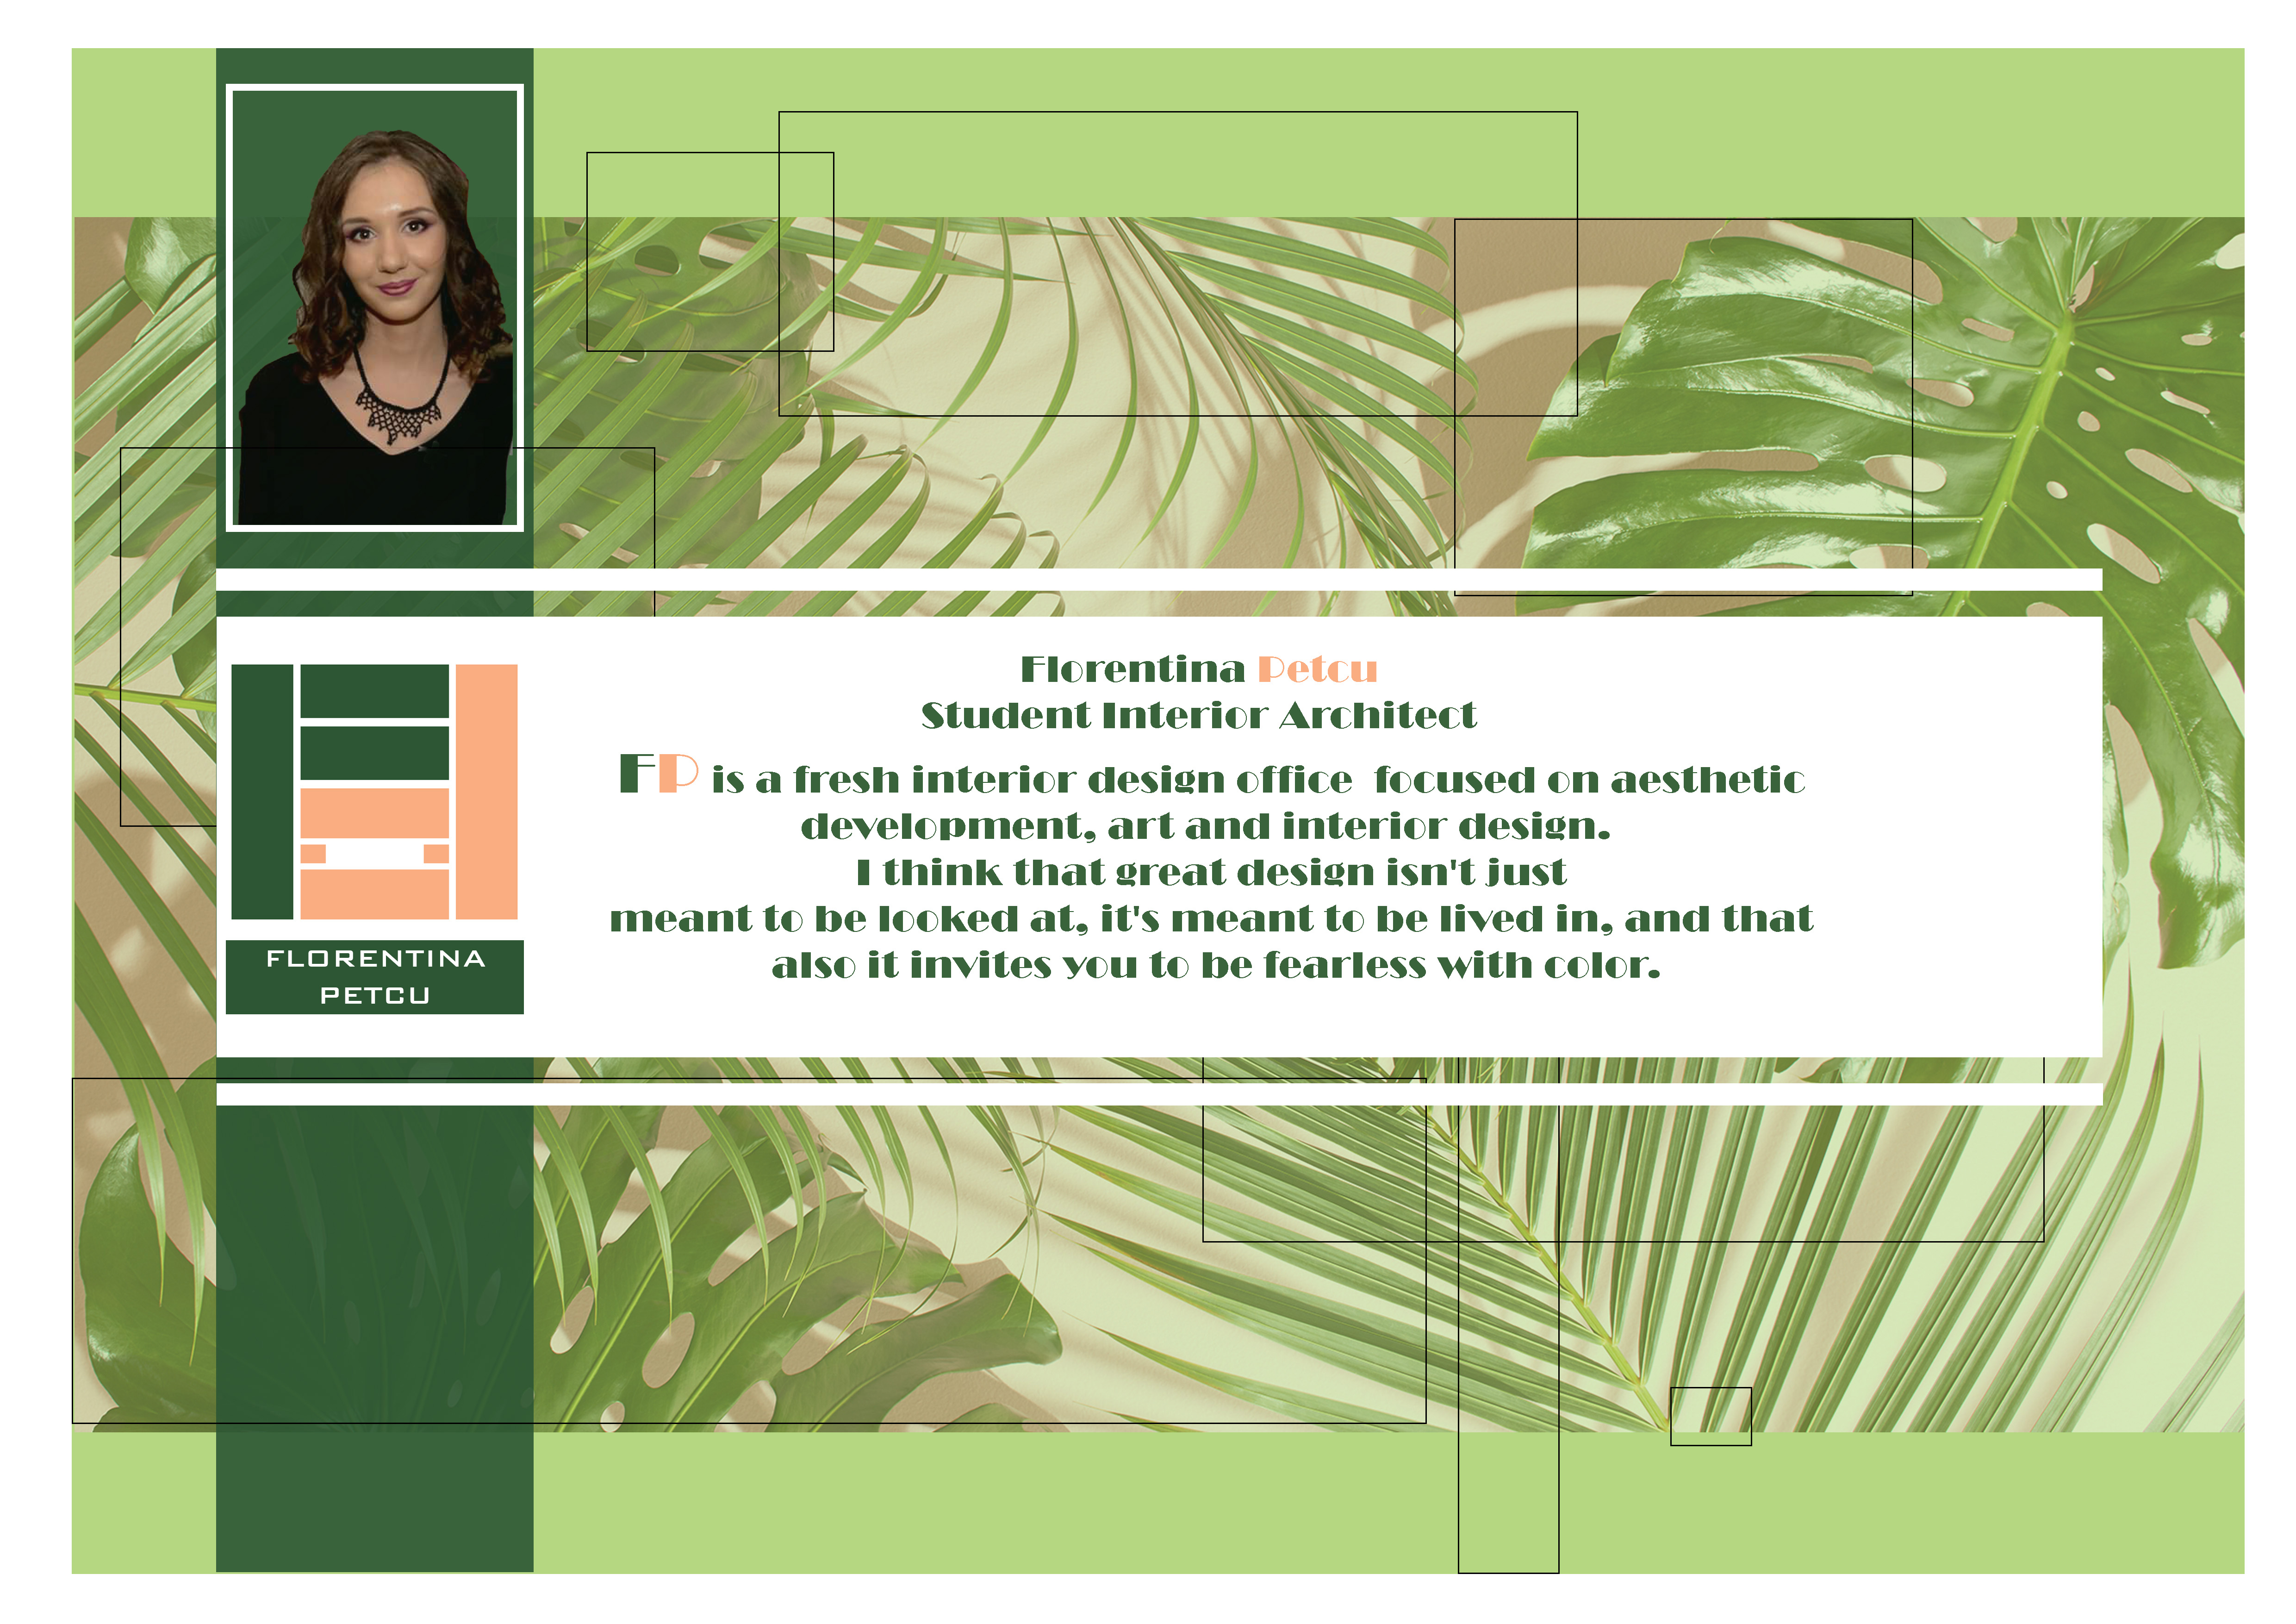 Florentina Petcu
Student Interior Architect
FP is a fresh interior design office focused on aesthetic
development, art and interior design.
I think that great design isn't just
meant to be looked at, it's meant to be lived in, and that
also it invites you to be fearless with color.
FLORENTINA
PETCU